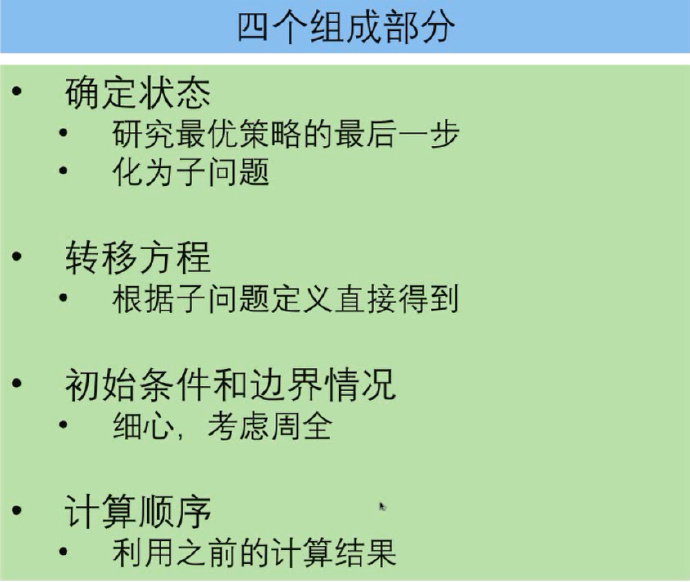 四个组成部分
• 确定状态
• 研究最优策略的最后一步
• 化为子问题
• 转移方程
• 根据子问题定义直接得到
• 初始条件和边界情况
• 细心，考虑周全
• 计算顺序
• 利用之前的计算结果